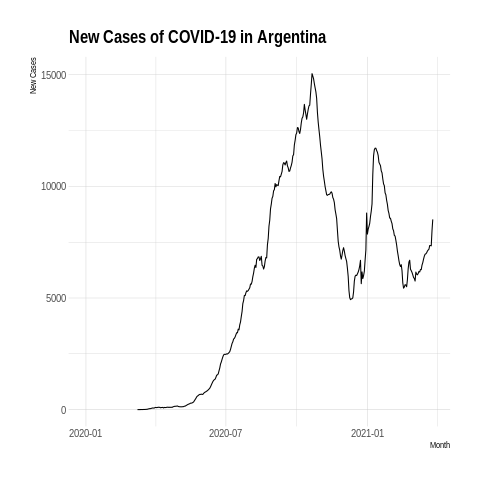 New Cases of COVID-19 in Argentina
New Cases
15000
10000
5000
0
2020-01
2020-07
2021-01
Month